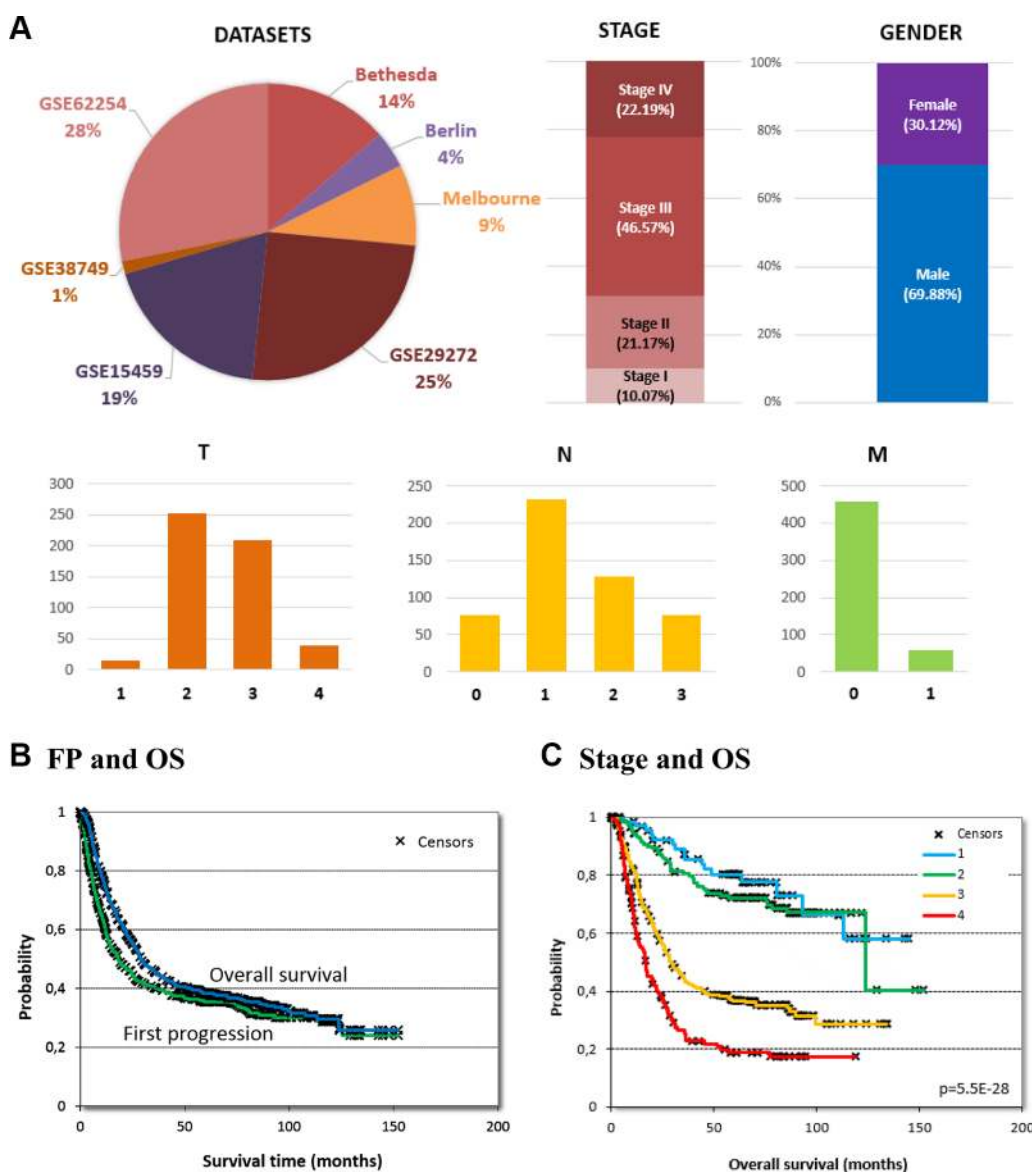 A
DATASETS
STAGE
GENDER
GSE62254
28%
Bethesda
14%
Berlin
4%
Melbourne
9%
GSE38749
1%
GSE15459
19%
GSE29272
25%
Stage IV
(22.19%)
Stage III
(46.57%)
Stage II
(21.17%)
Stage I
(10.07%)
100%
80%
60%
40%
20%
0%
Female
(30.12%)
Male
(69.88%)
T
300
250
200
150
100
50
0
1 2 3 4
N
250
200
150
100
50
0
0 1 2 3
M
500
400
300
200
100
0
0 1
B FP and OS
Probability
1
0,8
0,6
0,4
0,2
0
× Censors
Overall survival
First progression
0 50 100 150 200
Survival time (months)
C Stage and OS
Probability
1
0,8
0,6
0,4
0,2
0
× Censors
1
2
3
4
p=5.5E-28
0 50 100 150 200
Overall survival (months)